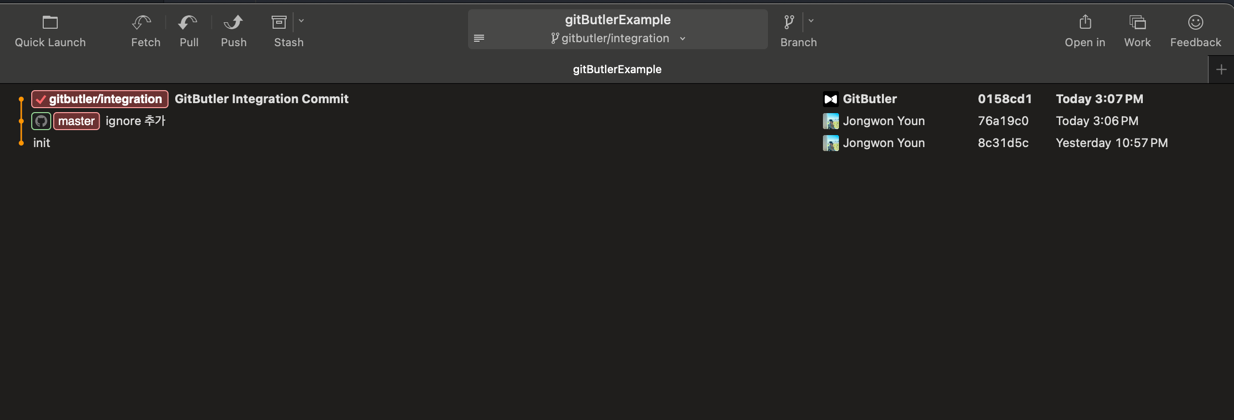 gitButlerExample
gitbutler/integration
Quick Launch Fetch Pull Push Stash Branch Open in Work Feedback
gitButlerExample
gitbutler/integration GitButler Integration Commit GitButler 0158cd1 Today 3:07 PM
master ignore 추가 Jongwon Youn 76a19c0 Today 3:06 PM
init Jongwon Youn 8c31d5c Yesterday 10:57 PM